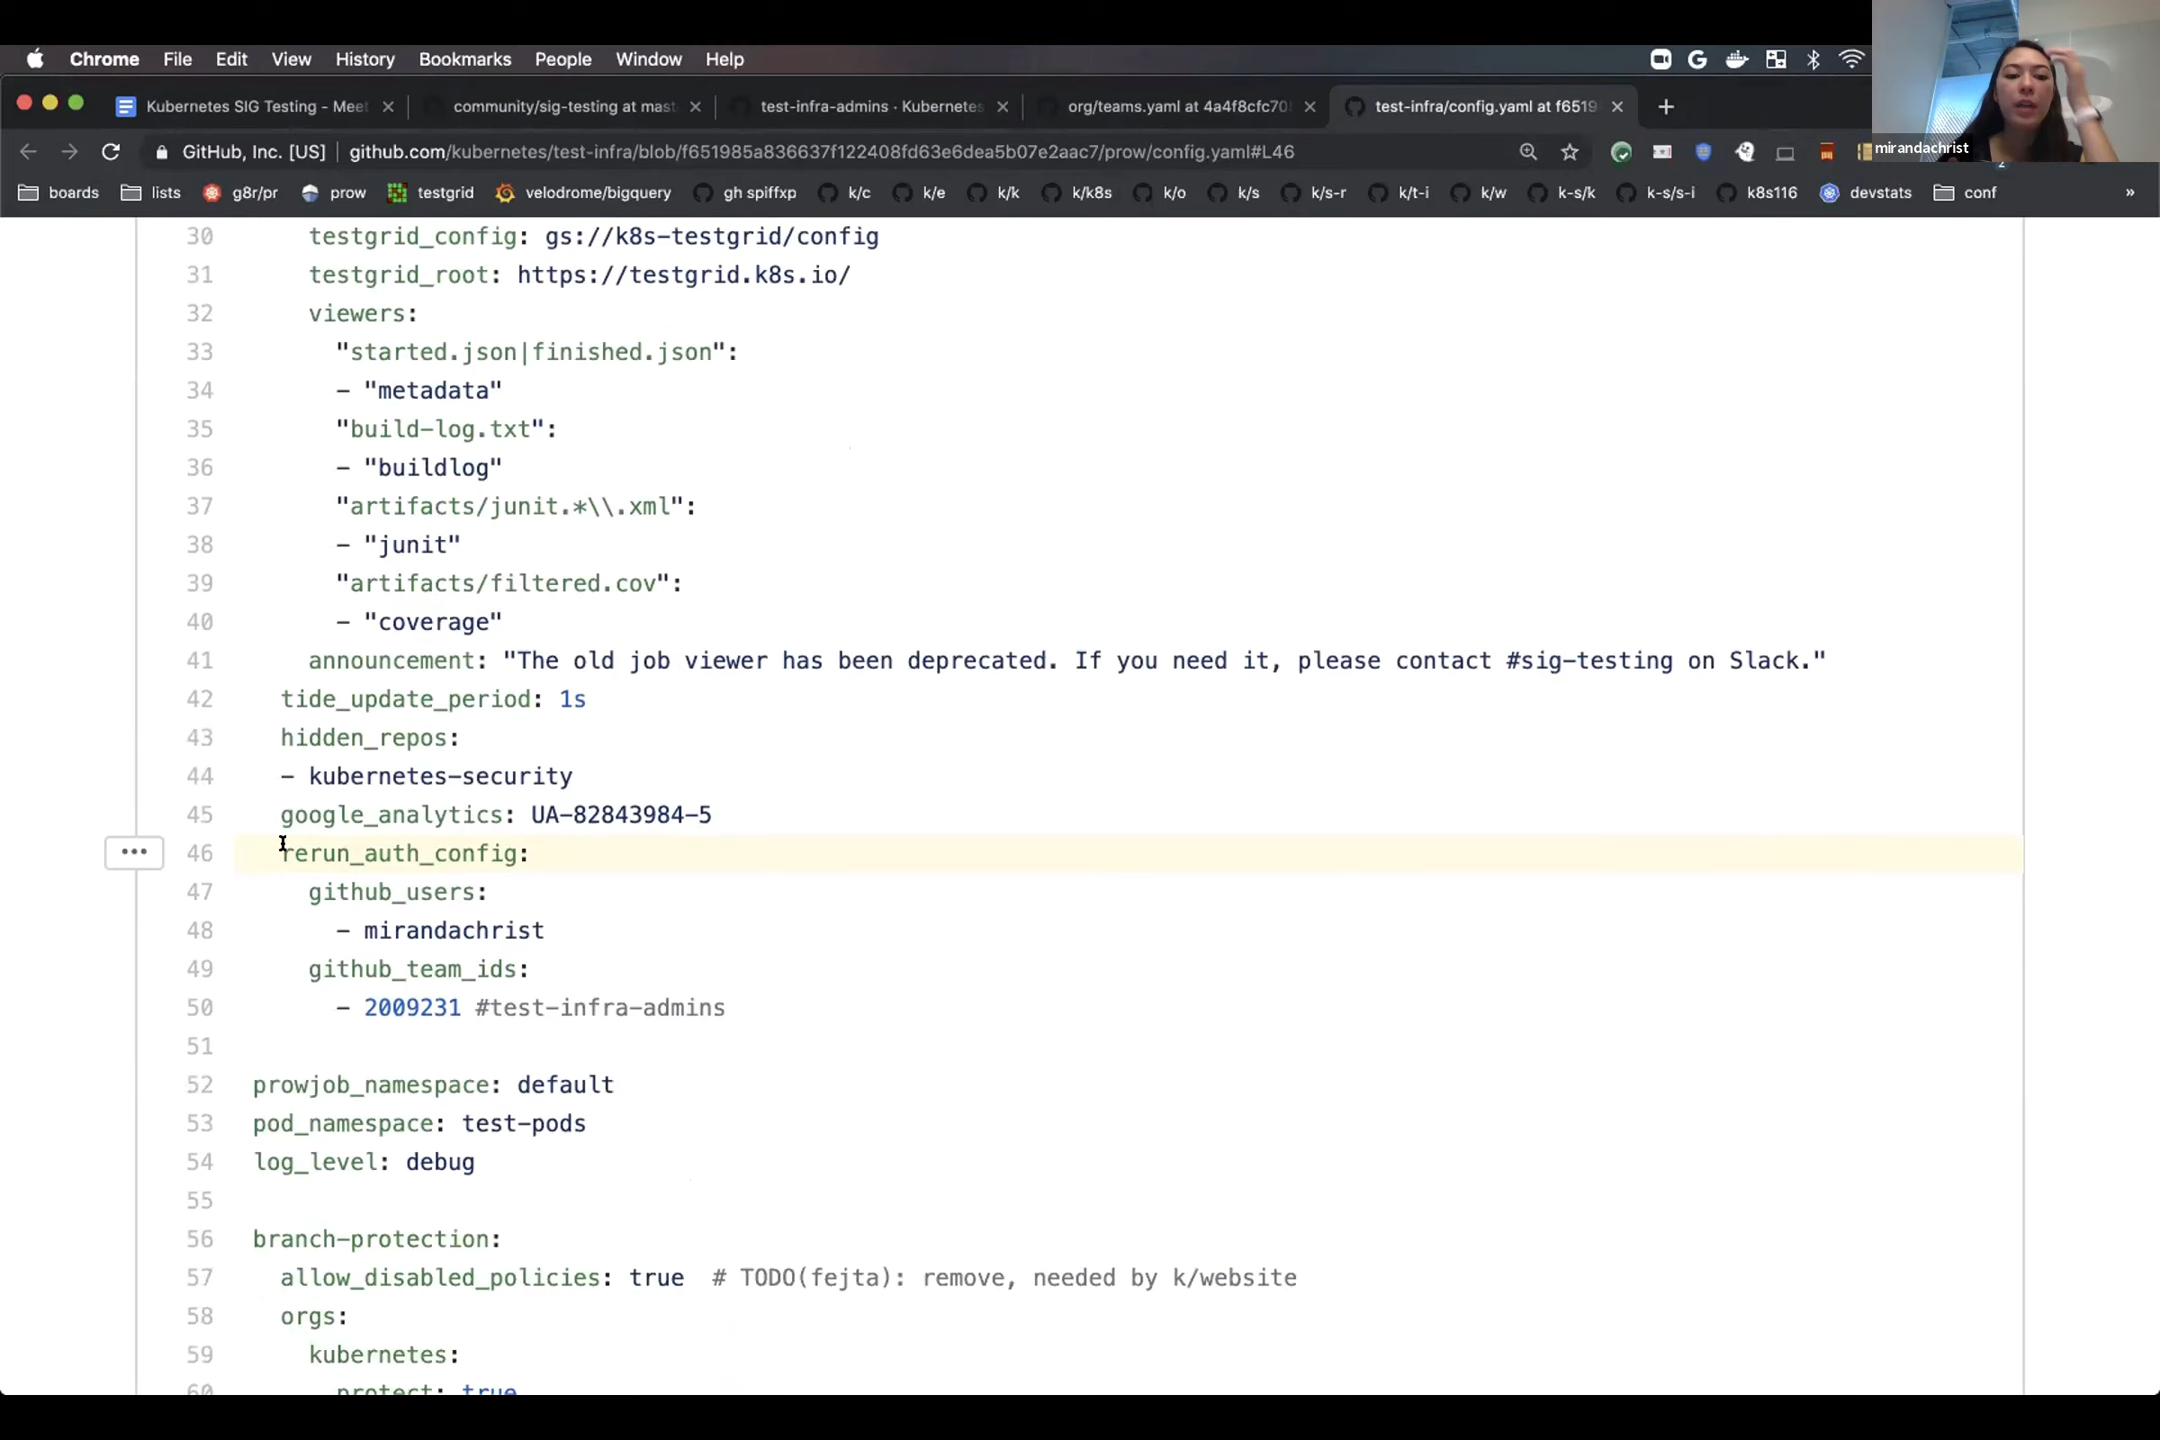 Chrome File Edit View History Bookmarks People Window Help
Kubernetes SIG Testing - Meet
community/sig-testing at mast
test-infra-admins · Kubernetes
org/teams.yaml at 4a4f8cfc70
test-infra/config.yaml at f6519
GitHub, Inc. [US] | github.com/kubernetes/test-infra/blob/f651985a836637f122408fd63e6dea5b07e2aac7/prow/config.yaml#L46
mirandachrist
2
boards lists g8r/pr prow testgrid velodrome/bigquery gh spiffxp k/c k/e k/k k/k8s k/o k/s k/s-r k/t-i k/w k-s/k k-s/s-i k8s116 devstats conf »
30 testgrid_config: gs://k8s-testgrid/config
31 testgrid_root: https://testgrid.k8s.io/
32 viewers:
33 "started.json|finished.json":
34 - "metadata"
35 "build-log.txt":
36 - "buildlog"
37 "artifacts/junit.*\\.xml":
38 - "junit"
39 "artifacts/filtered.cov":
40 - "coverage"
41 announcement: "The old job viewer has been deprecated. If you need it, please contact #sig-testing on Slack."
42 tide_update_period: 1s
43 hidden_repos:
44 - kubernetes-security
45 google_analytics: UA-82843984-5
46 rerun_auth_config:
47 github_users:
48 - mirandachrist
49 github_team_ids:
50 - 2009231 #test-infra-admins
51
52 prowjob_namespace: default
53 pod_namespace: test-pods
54 log_level: debug
55
56 branch-protection:
57 allow_disabled_policies: true # TODO(fejta): remove, needed by k/website
58 orgs:
59 kubernetes:
60 protect: true